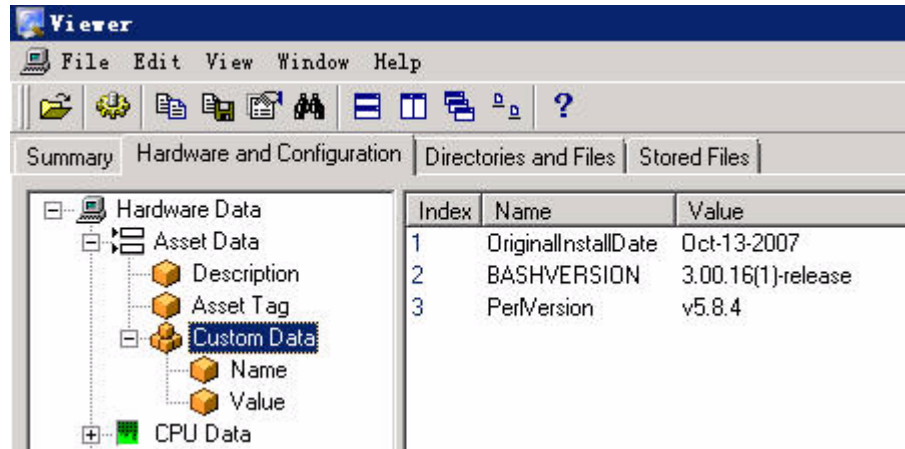 Viewer
File Edit View Window Help
?
Summary Hardware and Configuration Directories and Files Stored Files
Hardware Data
Asset Data
Description
Asset Tag
Custom Data
Name
Value
CPU Data
Index Name Value
1 OriginalInstallDate Oct-13-2007
2 BASHVERSION 3.00.16(1)-release
3 PerlVersion v5.8.4